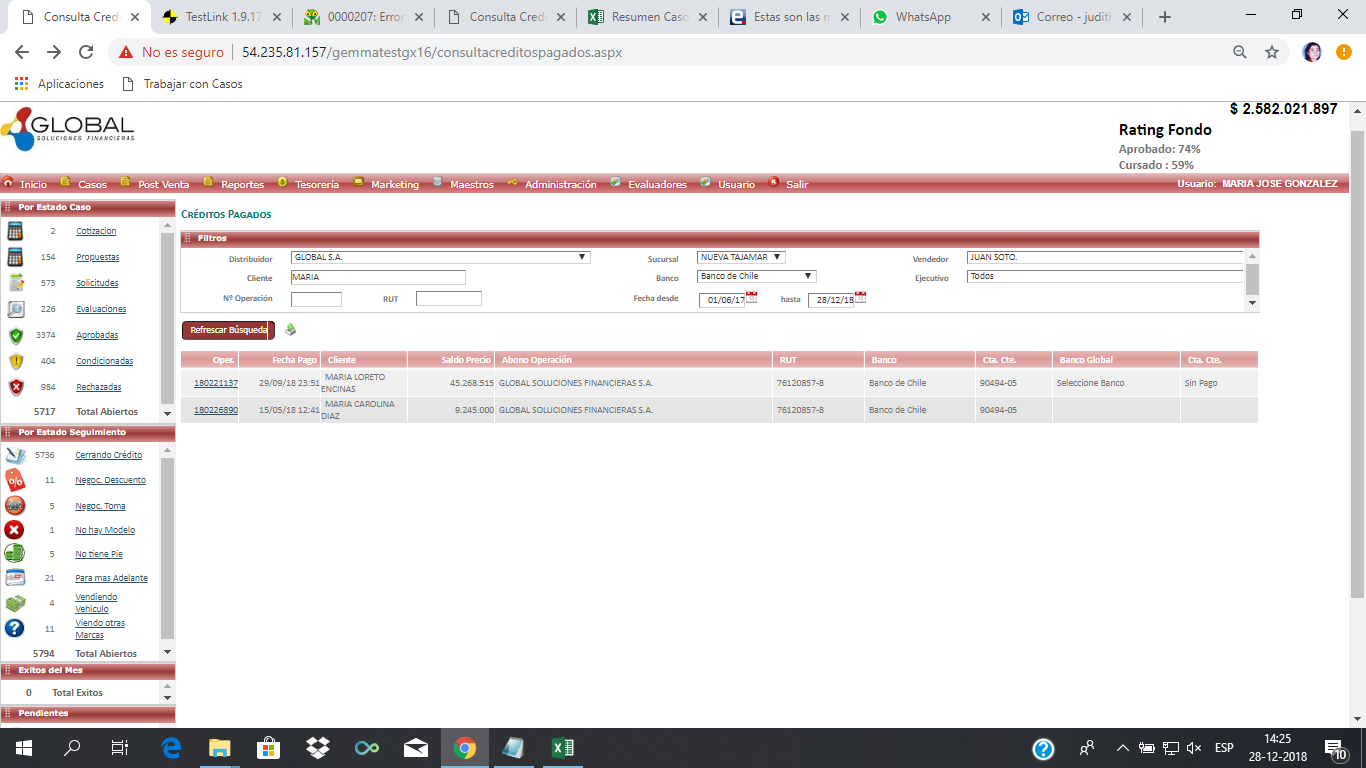 Consulta Credi
TestLink 1.9.17
0000207: Error
Consulta Credi
Resumen Caso
Estas son las m
WhatsApp
Correo - judith
No es seguro | 54.235.81.157/gemmatestgx16/consultacreditospagados.aspx
Aplicaciones Trabajar con Casos
GLOBAL
SOLUCIONES FINANCIERAS
$ 2.582.021.897
Rating Fondo
Aprobado: 74%
Cursado : 59%
Inicio Casos Post Venta Reportes Tesorería Marketing Maestros Administración Evaluadores Usuario Salir Usuario: MARIA JOSE GONZALEZ
Por Estado Caso
2 Cotizacion
154 Propuestas
573 Solicitudes
226 Evaluaciones
3374 Aprobadas
404 Condicionadas
984 Rechazadas
5717 Total Abiertos
Por Estado Seguimiento
5736 Cerrando Crédito
11 Negoc. Descuento
5 Negoc. Toma
1 No hay Modelo
5 No tiene Pie
21 Para mas Adelante
4 Vendiendo
Vehículo
11 Viendo otras
Marcas
5794 Total Abiertos
Exitos del Mes
0 Total Exitos
Pendientes
CRÉDITOS PAGADOS
Filtros
Distribuidor GLOBAL S.A. Sucursal NUEVA TAJAMAR Vendedor JUAN SOTO.
Cliente MARIA Banco Banco de Chile Ejecutivo Todos
Nº Operación RUT Fecha desde 01/06/17 hasta 28/12/18
Refrescar Búsqueda
Oper. Fecha Pago Cliente Saldo Precio Abono Operación RUT Banco Cta. Cte. Banco Global Cta. Cte.
180221137 29/09/18 23:51 MARIA LORETO ENCINAS 45.268.515 GLOBAL SOLUCIONES FINANCIERAS S.A. 76120857-8 Banco de Chile 90494-05 Seleccione Banco Sin Pago
180226890 15/05/18 12:41 MARIA CAROLINA DIAZ 9.245.000 GLOBAL SOLUCIONES FINANCIERAS S.A. 76120857-8 Banco de Chile 90494-05
ESP
14:25
28-12-2018
10